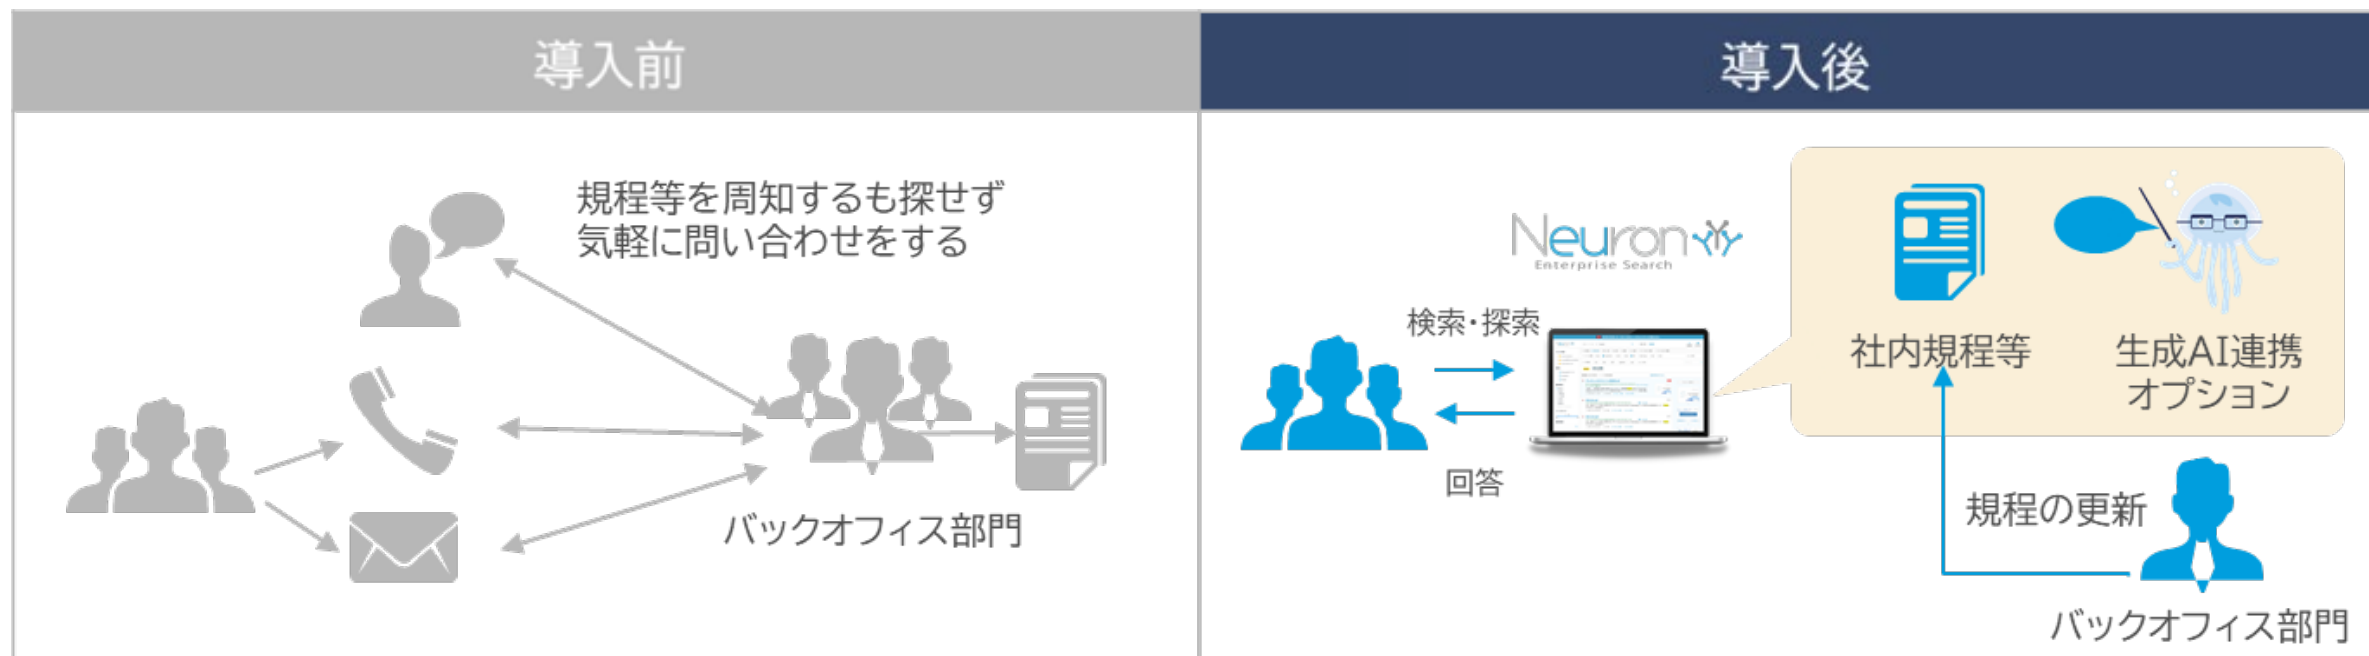 導入前
導入後
規程等を周知するも探せず
気軽に問い合わせをする
バックオフィス部門
Neuron
Enterprise Search
検索・探索
回答
社内規程等
生成AI連携
オプション
規程の更新
バックオフィス部門